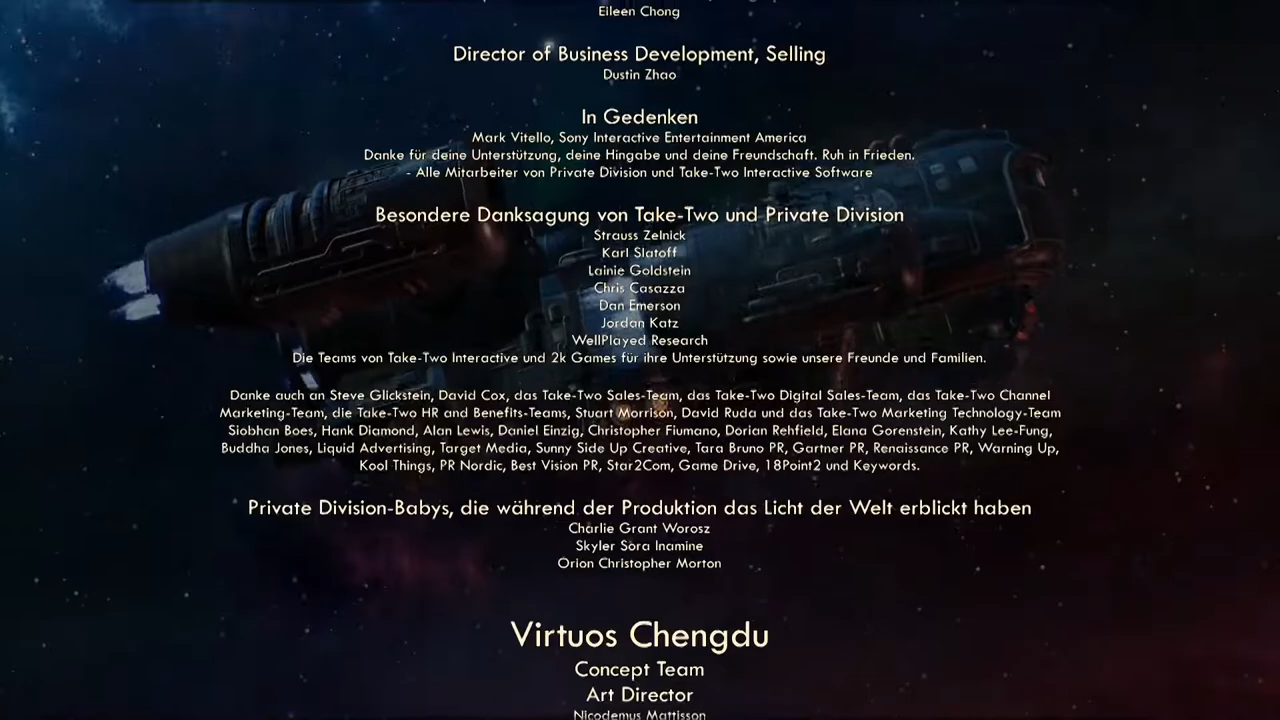 Eileen Chong
Director of Business Development, Selling
Dustin Zhao
In Gedenken
Mark Vitello, Sony Interactive Entertainment America
Danke für deine Unterstützung, deine Hingabe und deine Freundschaft. Ruh in Frieden.
- Alle Mitarbeiter von Private Division und Take-Two Interactive Software
Besondere Danksagung von Take-Two und Private Division
Strauss Zelnick
Karl Slatoff
Lainie Goldstein
Chris Casazza
Dan Emerson
Jordan Katz
WellPlayed Research
Die Teams von Take-Two Interactive und 2k Games für ihre Unterstützung sowie unsere Freunde und Familien.
Danke auch an Steve Glickstein, David Cox, das Take-Two Sales-Team, das Take-Two Digital Sales-Team, das Take-Two Channel
Marketing-Team, die Take-Two HR and Benefits-Teams, Stuart Morrison, David Ruda und das Take-Two Marketing Technology-Team
Siobhan Boes, Hank Diamond, Alan Lewis, Daniel Einzig, Christopher Fiumano, Dorian Rehfield, Elana Gorenstein, Kathy Lee-Fung,
Buddha Jones, Liquid Advertising, Target Media, Sunny Side Up Creative, Tara Bruno PR, Gartner PR, Renaissance PR, Warning Up,
Kool Things, PR Nordic, Best Vision PR, Star2Com, Game Drive, 18Point2 und Keywords.
Private Division-Babys, die während der Produktion das Licht der Welt erblickt haben
Charlie Grant Worosz
Skyler Sora Inamine
Orion Christopher Morton
Virtuos Chengdu
Concept Team
Art Director
Nicodemus Mattisson